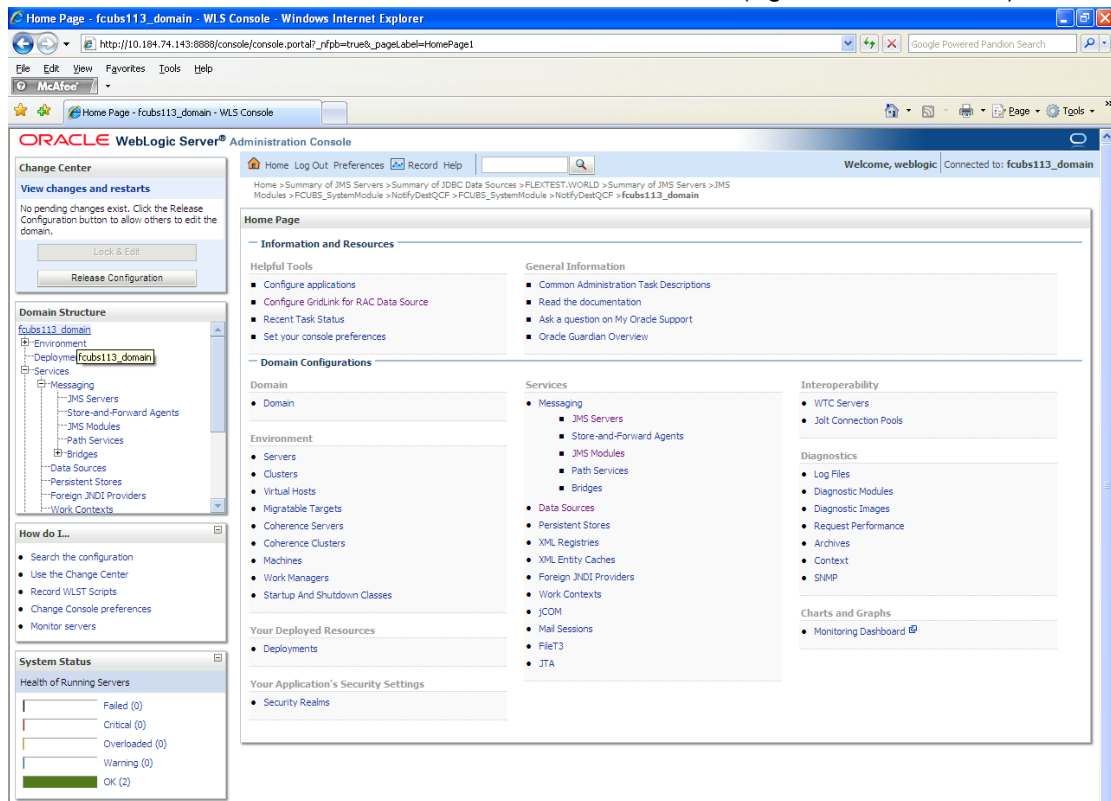 Home Page - fcubs113_domain - WLS Console - Windows Internet Explorer
http://10.184.74.143:8888/console/console.portal?_nfpb=true&_pageLabel=HomePage1
Google Powered Pandion Search
File Edit View Favorites Tools Help
McAfee
Home Page - fcubs113_domain - WLS Console
Page Tools
ORACLE WebLogic Server® Administration Console
Change Center
View changes and restarts
No pending changes exist. Click the Release
Configuration button to allow others to edit the
domain.
Lock & Edit
Release Configuration
Domain Structure
fcubs113_domain
Environment
Deployme
fcubs113_domain
Services
Messaging
JMS Servers
Store-and-Forward Agents
JMS Modules
Path Services
Bridges
Data Sources
Persistent Stores
Foreign JNDI Providers
Work Contexts
How do I...
Search the configuration
Use the Change Center
Record WLST Scripts
Change Console preferences
Monitor servers
System Status
Health of Running Servers
Failed (0)
Critical (0)
Overloaded (0)
Warning (0)
OK (2)
Home Log Out Preferences Record Help
Welcome, weblogic Connected to: fcubs113_domain
Home >Summary of JMS Servers >Summary of JDBC Data Sources >FLEXTEST.WORLD >Summary of JMS Servers >JMS
Modules >FCUBS_SystemModule >NotifyDestQCF >FCUBS_SystemModule >NotifyDestQCF >fcubs113_domain
Home Page
Information and Resources
Helpful Tools
Configure applications
Configure GridLink for RAC Data Source
Recent Task Status
Set your console preferences
General Information
Common Administration Task Descriptions
Read the documentation
Ask a question on My Oracle Support
Oracle Guardian Overview
Domain Configurations
Domain
Domain
Environment
Servers
Clusters
Virtual Hosts
Migratable Targets
Coherence Servers
Coherence Clusters
Machines
Work Managers
Startup And Shutdown Classes
Your Deployed Resources
Deployments
Your Application's Security Settings
Security Realms
Services
Messaging
JMS Servers
Store-and-Forward Agents
JMS Modules
Path Services
Bridges
Data Sources
Persistent Stores
XML Registries
XML Entity Caches
Foreign JNDI Providers
Work Contexts
jCOM
Mail Sessions
FileT3
JTA
Interoperability
WTC Servers
Jolt Connection Pools
Diagnostics
Log Files
Diagnostic Modules
Diagnostic Images
Request Performance
Archives
Context
SNMP
Charts and Graphs
Monitoring Dashboard